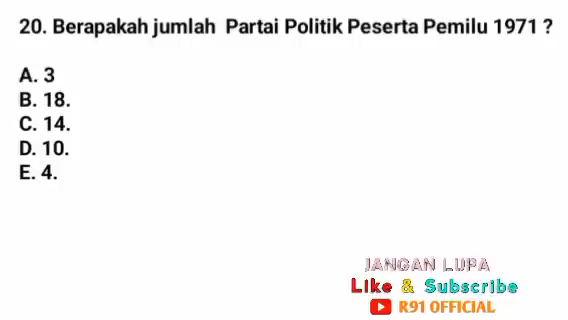 20. Berapakah jumlah Partai Politik Peserta Pemilu 1971 ?
A. 3
B. 18.
C. 14.
D. 10.
E. 4.
JANGAN LUPA
Like & Subscribe
R91 OFFICIAL